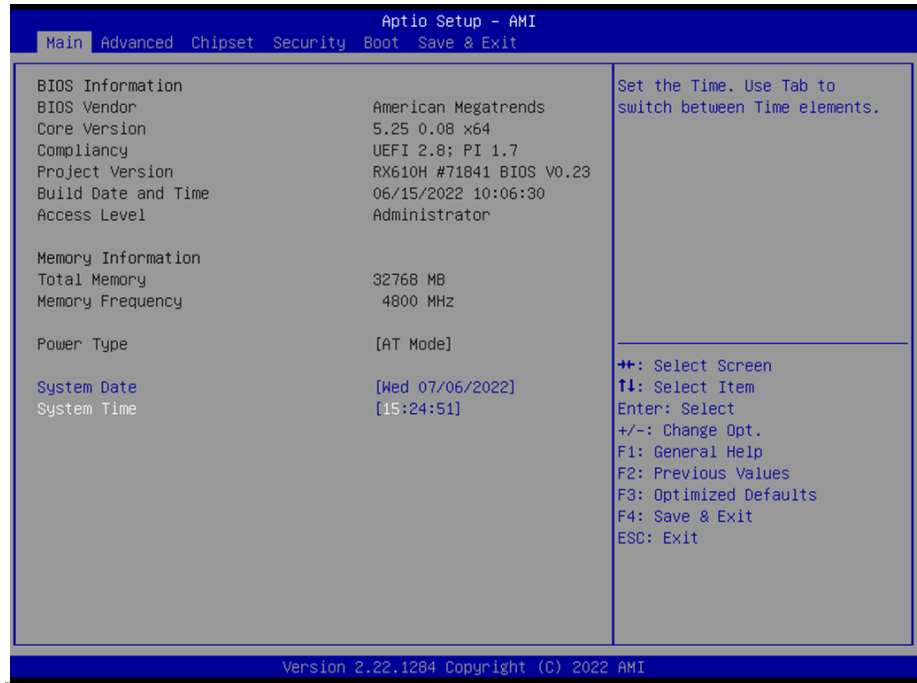 Aptio Setup - AMI
Main Advanced Chipset Security Boot Save & Exit
BIOS Information
BIOS Vendor American Megatrends
Core Version 5.25 0.08 x64
Compliancy UEFI 2.8; PI 1.7
Project Version RX610H #71841 BIOS V0.23
Build Date and Time 06/15/2022 10:06:30
Access Level Administrator
Memory Information
Total Memory 32768 MB
Memory Frequency 4800 MHz
Power Type [AT Mode]
System Date [Wed 07/06/2022]
System Time [15:24:51]
Set the Time. Use Tab to
switch between Time elements.
→←: Select Screen
↑↓: Select Item
Enter: Select
+/-: Change Opt.
F1: General Help
F2: Previous Values
F3: Optimized Defaults
F4: Save & Exit
ESC: Exit
Version 2.22.1284 Copyright (C) 2022 AMI